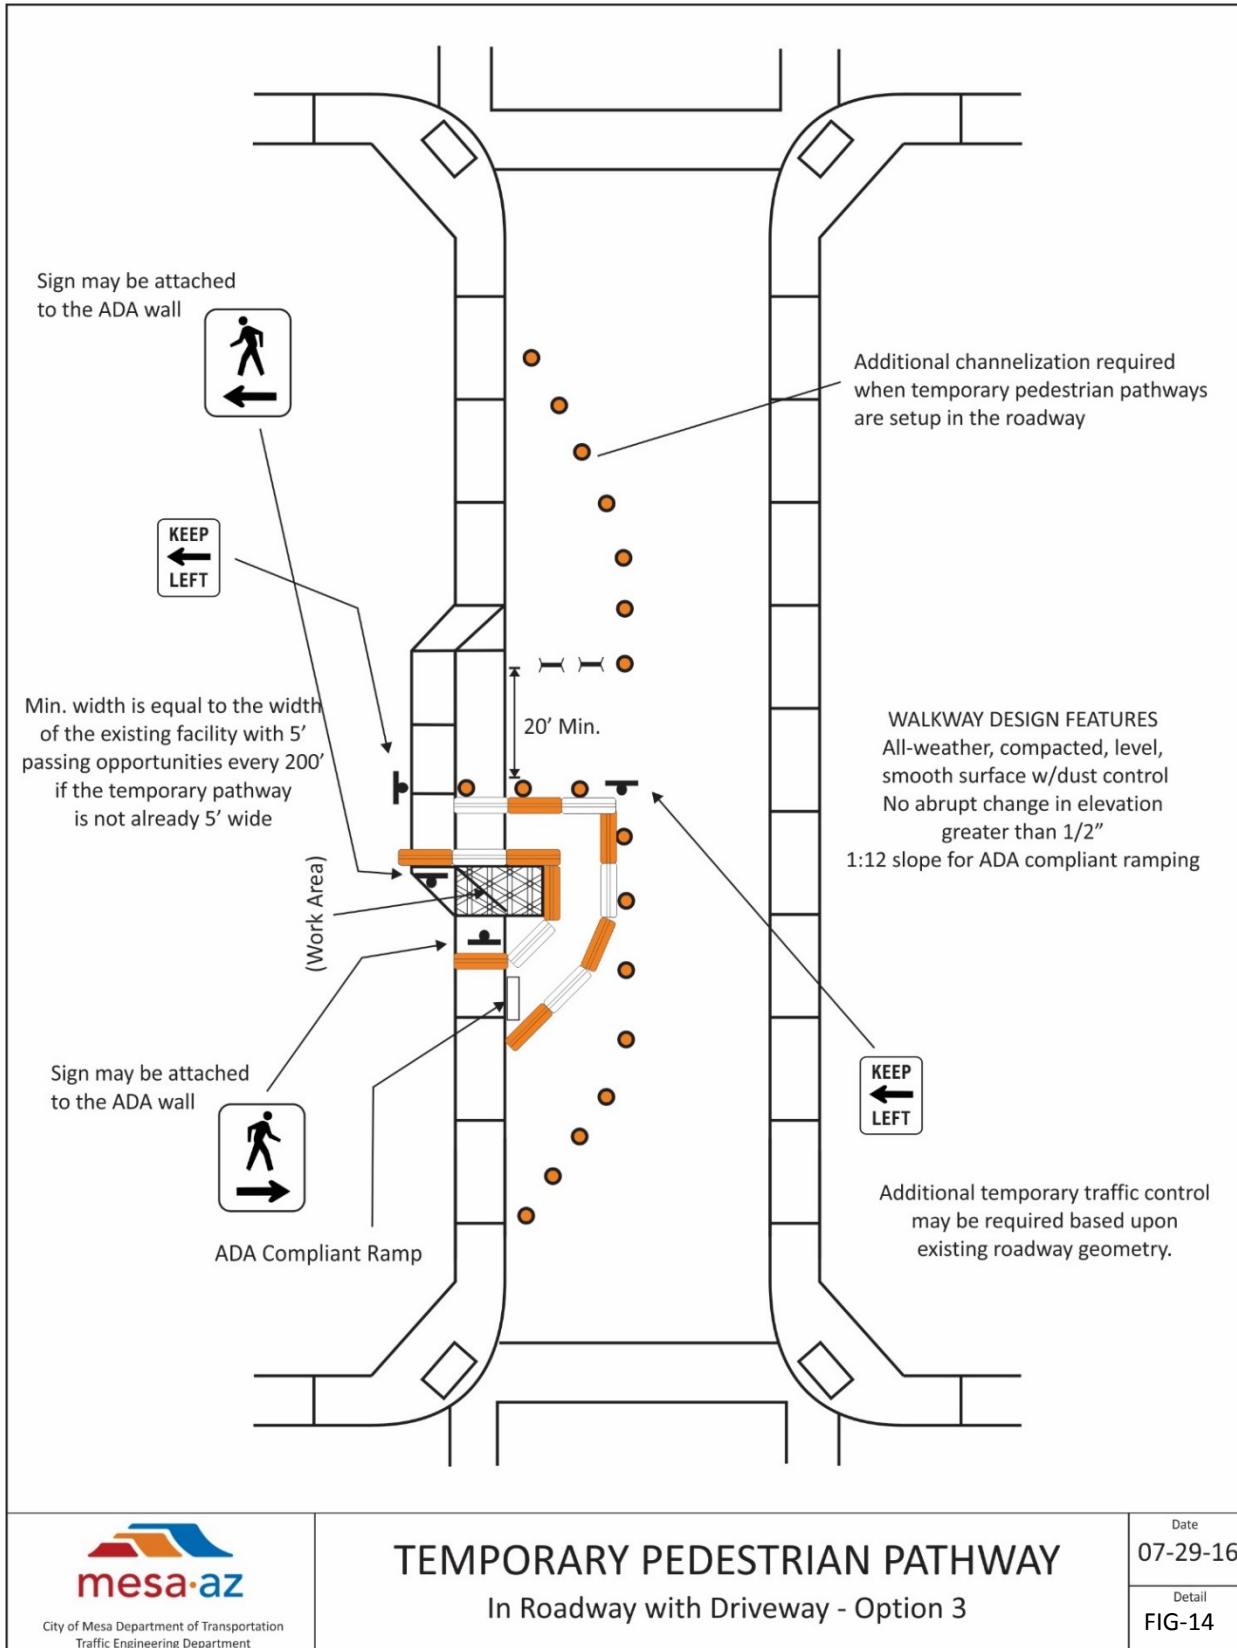 Sign may be attached
to the ADA wall
KEEP
LEFT
Additional channelization required
when temporary pedestrian pathways
are setup in the roadway
Min. width is equal to the width
of the existing facility with 5’
passing opportunities every 200’
if the temporary pathway
is not already 5’ wide
20’ Min.
WALKWAY DESIGN FEATURES
All-weather, compacted, level,
smooth surface w/dust control
No abrupt change in elevation
greater than 1/2”
1:12 slope for ADA compliant ramping
(Work Area)
Sign may be attached
to the ADA wall
KEEP
LEFT
ADA Compliant Ramp
Additional temporary traffic control
may be required based upon
existing roadway geometry.
mesa·az
City of Mesa Department of Transportation
Traffic Engineering Department
TEMPORARY PEDESTRIAN PATHWAY
In Roadway with Driveway - Option 3
Date
07-29-16
Detail
FIG-14